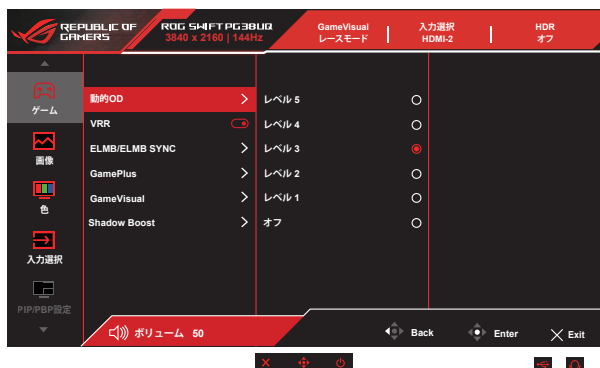 REPUBLIC OF GAMERS
ROG SWIFT PG38UQ
3840 x 2160 | 144Hz
GameVisual
レースモード
入力選択
HDMI-2
HDR
オフ
ゲーム
画像
色
入力選択
PIP/PBP設定
動的OD
VRR
ELMB/ELMB SYNC
GamePlus
GameVisual
Shadow Boost
レベル 5
レベル 4
レベル 3
レベル 2
レベル 1
オフ
ボリューム 50
Back
Enter
Exit